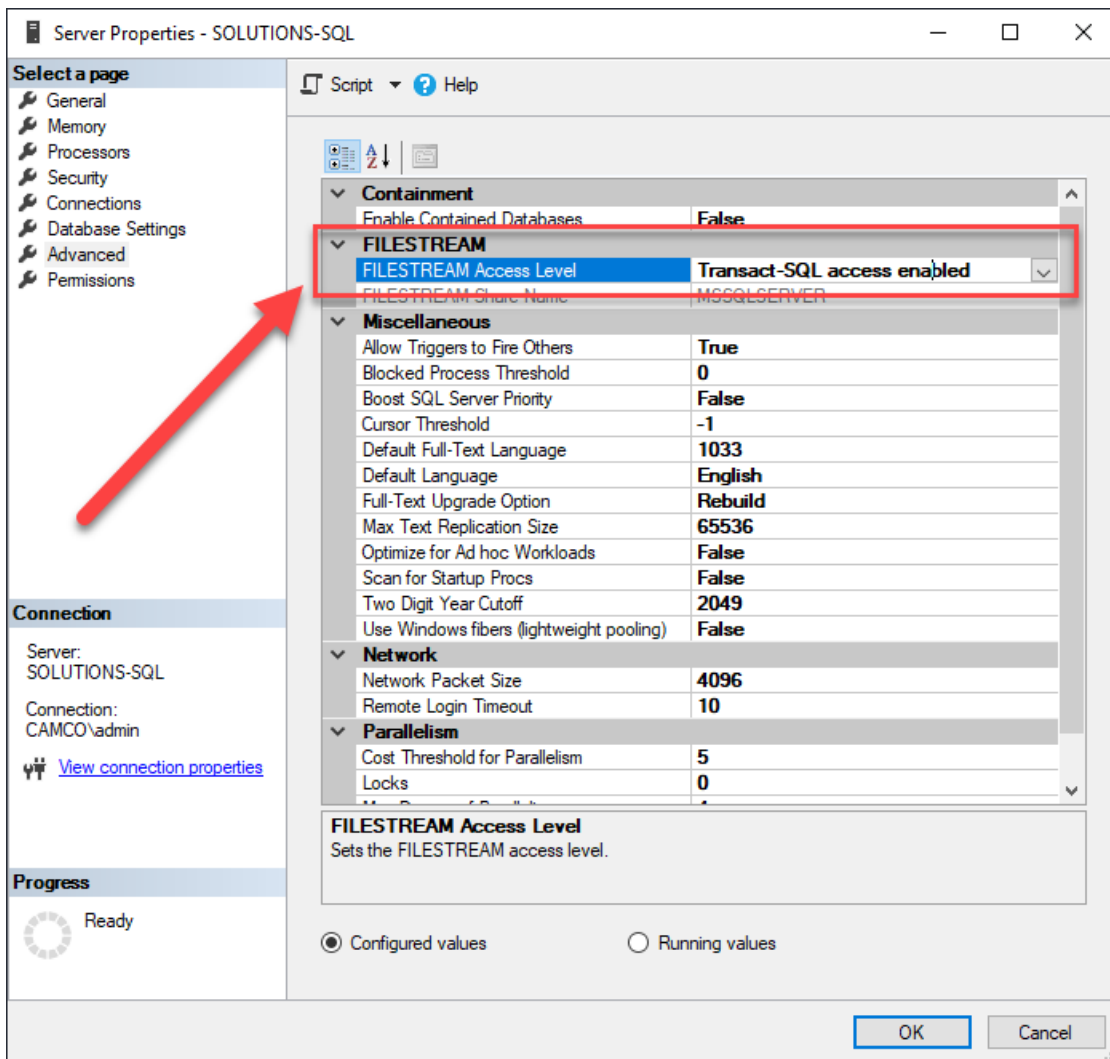 Server Properties - SOLUTIONS-SQL
Select a page
General
Memory
Processors
Security
Connections
Database Settings
Advanced
Permissions
Script
Help
Containment
Enable Contained Databases False
FILESTREAM
FILESTREAM Access Level Transact-SQL access enabled
FILESTREAM Share Name MSSQLSERVER
Miscellaneous
Allow Triggers to Fire Others True
Blocked Process Threshold 0
Boost SQL Server Priority False
Cursor Threshold -1
Default Full-Text Language 1033
Default Language English
Full-Text Upgrade Option Rebuild
Max Text Replication Size 65536
Optimize for Ad hoc Workloads False
Scan for Startup Procs False
Two Digit Year Cutoff 2049
Use Windows fibers (lightweight pooling) False
Network
Network Packet Size 4096
Remote Login Timeout 10
Parallelism
Cost Threshold for Parallelism 5
Locks 0
FILESTREAM Access Level
Sets the FILESTREAM access level.
Connection
Server:
SOLUTIONS-SQL
Connection:
CAMCO\admin
View connection properties
Progress
Ready
Configured values
Running values
OK
Cancel